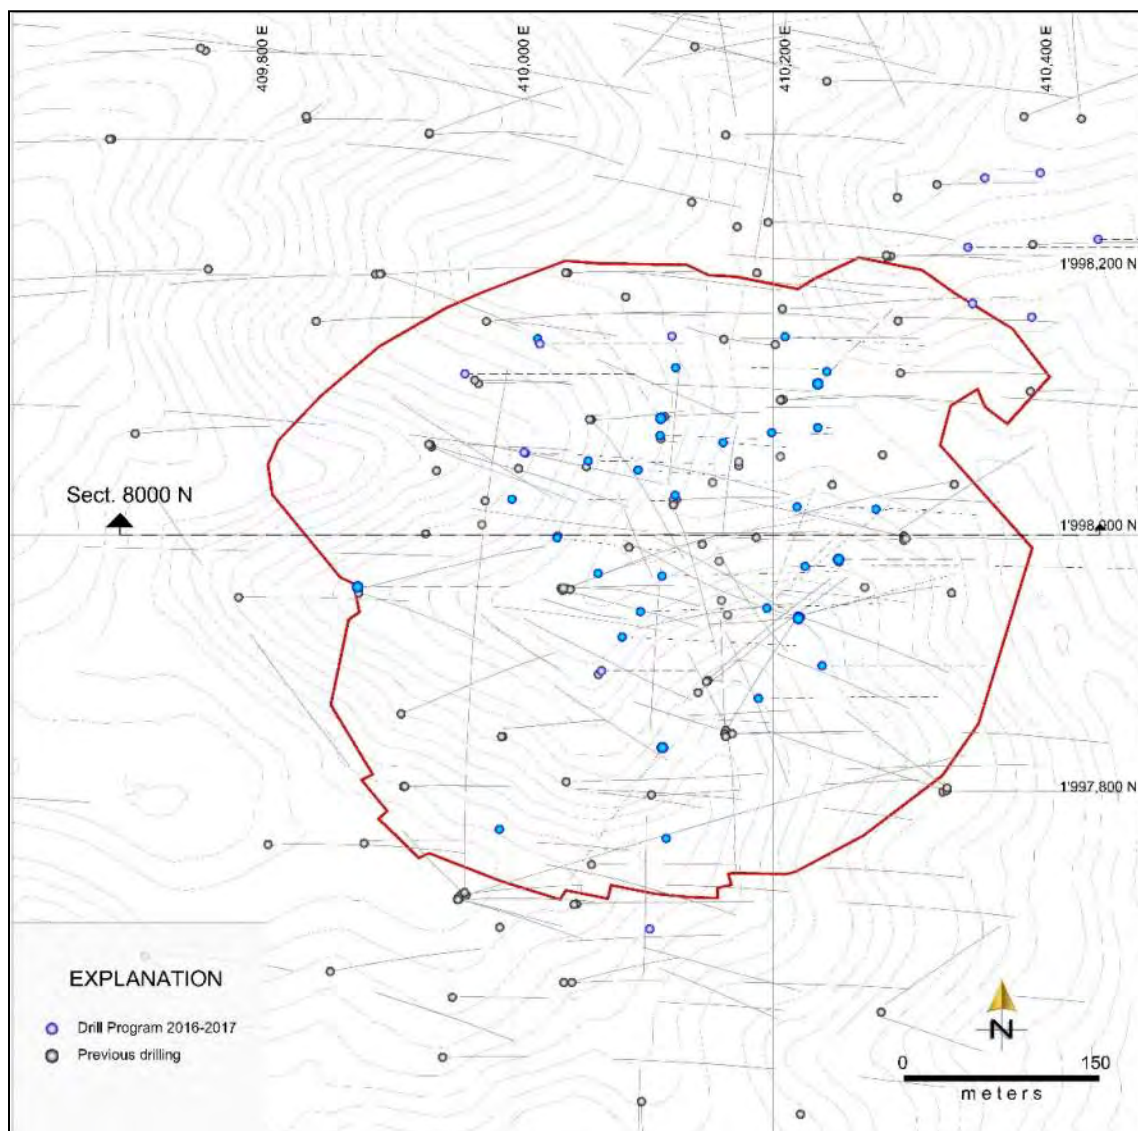 409,800 E
410,000 E
410,200 E
410,400 E
1'998,200 N
Sect. 8000 N
1'998,000 N
1'997,800 N
EXPLANATION
Drill Program 2016-2017
Previous drilling
N
0 150
meters